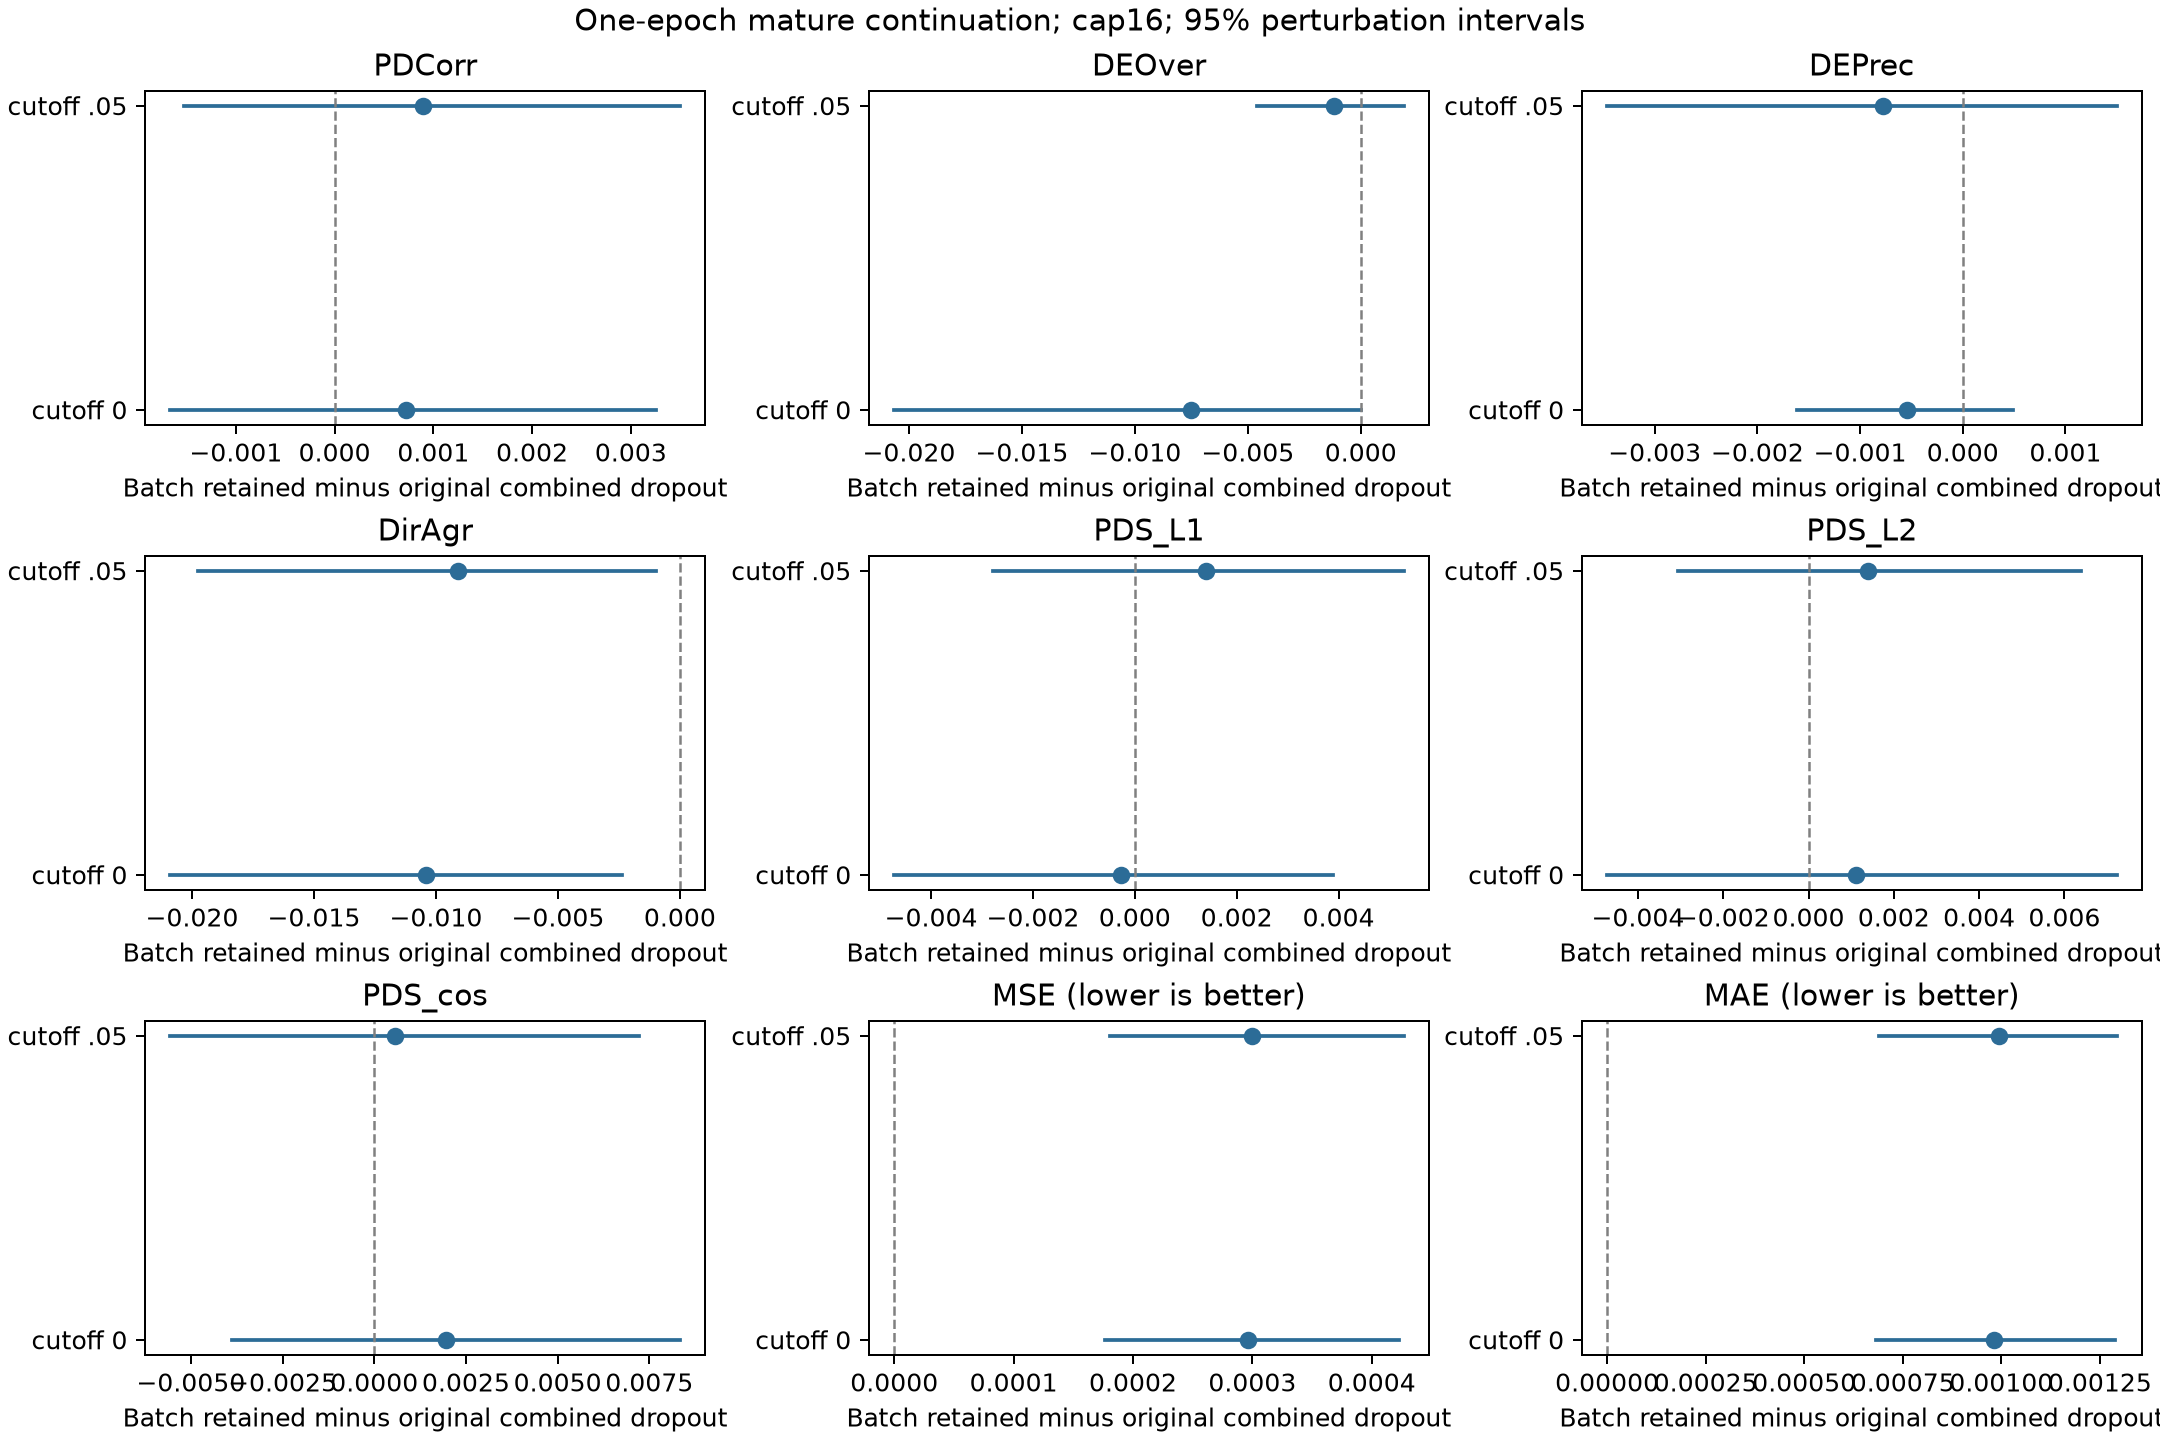 One-epoch mature continuation; cap16; 95% perturbation intervals
PDCorr
cutoff .05
cutoff 0
−0.001 0.000 0.001 0.002 0.003
Batch retained minus original combined dropout
DEOver
cutoff .05
cutoff 0
−0.020 −0.015 −0.010 −0.005 0.000
Batch retained minus original combined dropout
DEPrec
cutoff .05
cutoff 0
−0.003 −0.002 −0.001 0.000 0.001
Batch retained minus original combined dropout
DirAgr
cutoff .05
cutoff 0
−0.020 −0.015 −0.010 −0.005 0.000
Batch retained minus original combined dropout
PDS_L1
cutoff .05
cutoff 0
−0.004 −0.002 0.000 0.002 0.004
Batch retained minus original combined dropout
PDS_L2
cutoff .05
cutoff 0
−0.004 −0.002 0.000 0.002 0.004 0.006
Batch retained minus original combined dropout
PDS_cos
cutoff .05
cutoff 0
−0.0050 −0.0025 0.0000 0.0025 0.0050 0.0075
Batch retained minus original combined dropout
MSE (lower is better)
cutoff .05
cutoff 0
0.0000 0.0001 0.0002 0.0003 0.0004
Batch retained minus original combined dropout
MAE (lower is better)
cutoff .05
cutoff 0
0.00000 0.00025 0.00050 0.00075 0.00100 0.00125
Batch retained minus original combined dropout